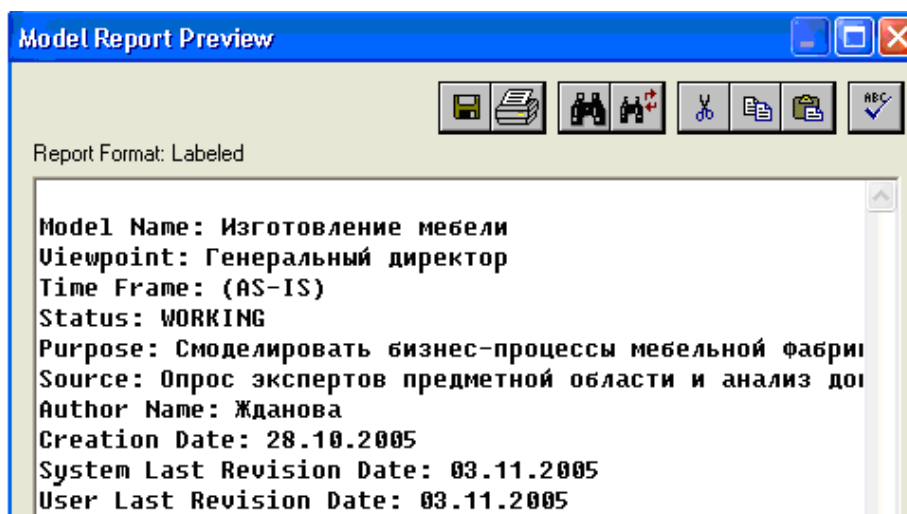 Model Report Preview
ABC
Report Format: Labeled
Model Name: Изготовление мебели
Viewpoint: Генеральный директор
Time Frame: (AS-IS)
Status: WORKING
Purpose: Смоделировать бизнес-процессы мебельной
Source: Опрос экспертов предметной области и анализ
Author Name: Жданова
Creation Date: 28.10.2005
System Last Revision Date: 03.11.2005
User Last Revision Date: 03.11.2005